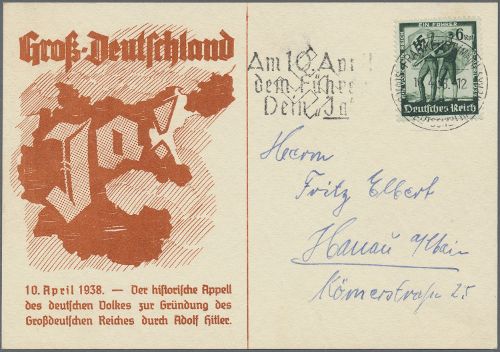 Groß-Deutschland
Ja!
10. April 1938. — Der historische Appell
des deutschen Volkes zur Gründung des
Großdeutschen Reiches durch Adolf Hitler.
Am 10. April
dem Führer
Dein "Ja"
EIN FÜHRER
6
Deutsches Reich
12
Herrn
Fritz Elbert
Hanau a/Main
Körnerstraße 25